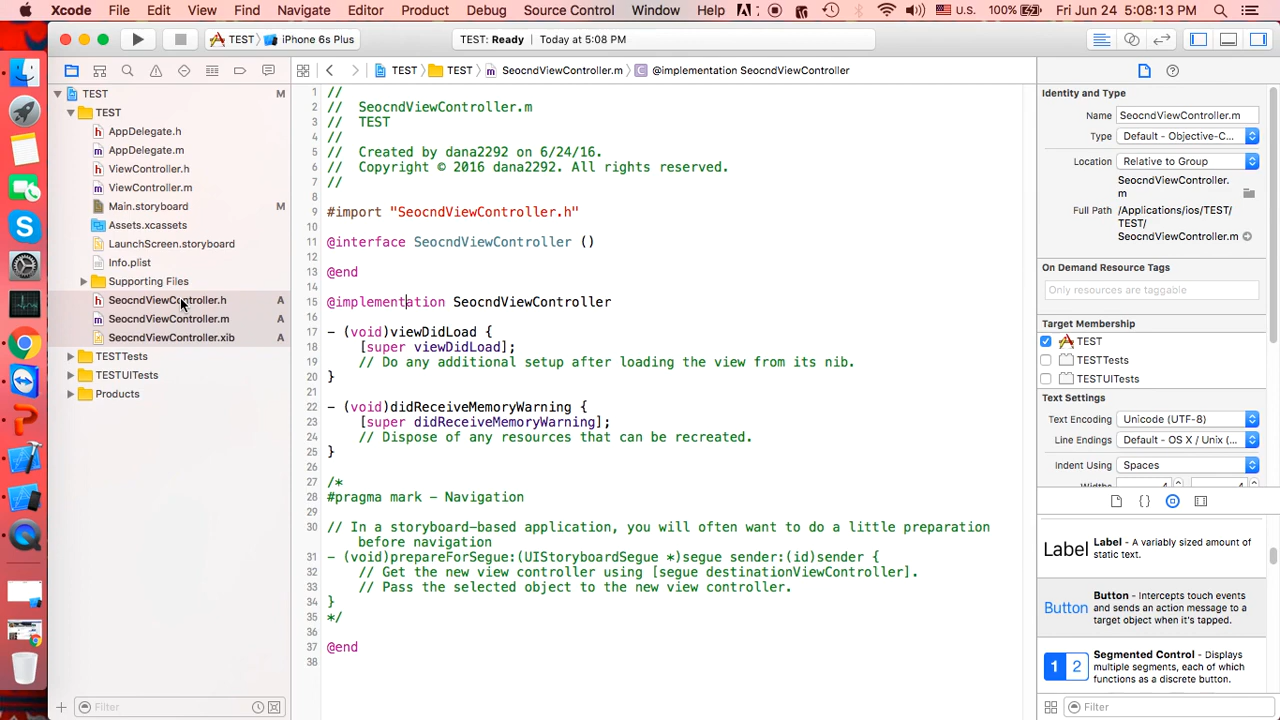 Xcode File Edit View Find Navigate Editor Product Debug Source Control Window Help U.S. 100% Fri Jun 24 5:08:13 PM
TEST iPhone 6s Plus TEST: Ready Today at 5:08 PM
TEST TEST SeocndViewController.m @implementation SeocndViewController
TEST M
TEST
AppDelegate.h
AppDelegate.m
ViewController.h
ViewController.m
Main.storyboard M
Assets.xcassets
LaunchScreen.storyboard
Info.plist
Supporting Files
SeocndViewController.h A
SeocndViewController.m A
SeocndViewController.xib A
TESTTests
TESTUITests
Products
Filter
1 //
2 // SeocndViewController.m
3 // TEST
4 //
5 // Created by dana2292 on 6/24/16.
6 // Copyright © 2016 dana2292. All rights reserved.
7 //
8
9 #import "SeocndViewController.h"
10
11 @interface SeocndViewController ()
12
13 @end
14
15 @implementation SeocndViewController
16
17 - (void)viewDidLoad {
18 [super viewDidLoad];
19 // Do any additional setup after loading the view from its nib.
20 }
21
22 - (void)didReceiveMemoryWarning {
23 [super didReceiveMemoryWarning];
24 // Dispose of any resources that can be recreated.
25 }
26
27 /*
28 #pragma mark - Navigation
29
30 // In a storyboard-based application, you will often want to do a little preparation
before navigation
31 - (void)prepareForSegue:(UIStoryboardSegue *)segue sender:(id)sender {
32 // Get the new view controller using [segue destinationViewController].
33 // Pass the selected object to the new view controller.
34 }
35 */
36
37 @end
38
Identity and Type
Name SeocndViewController.m
Type Default - Objective-C...
Location Relative to Group
SeocndViewController.
m
Full Path /Applications/ios/TEST/
TEST/
SeocndViewController.m
On Demand Resource Tags
Only resources are taggable
Target Membership
TEST
TESTTests
TESTUITests
Text Settings
Text Encoding Unicode (UTF-8)
Line Endings Default - OS X / Unix (...
Indent Using Spaces
Widths 4 4
Label Label - A variably sized amount of
static text.
Button Button - Intercepts touch events
and sends an action message to a
target object when it's tapped.
1 2 Segmented Control - Displays
multiple segments, each of which
functions as a discrete button.
Filter